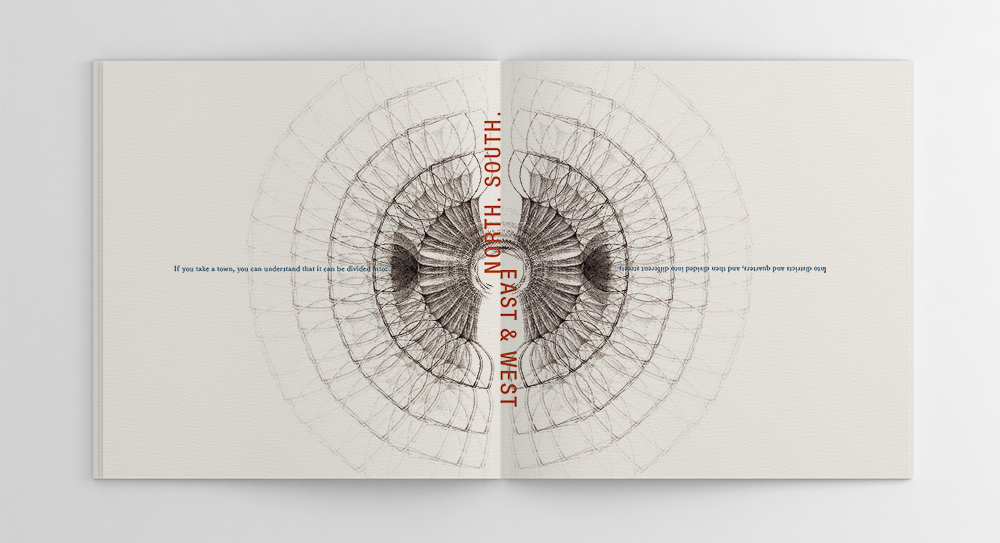 If you take a town, you can understand that it can be divided into:
NORTH. SOUTH.
EAST & WEST
Into districts and quarters, and then divided into different streets.